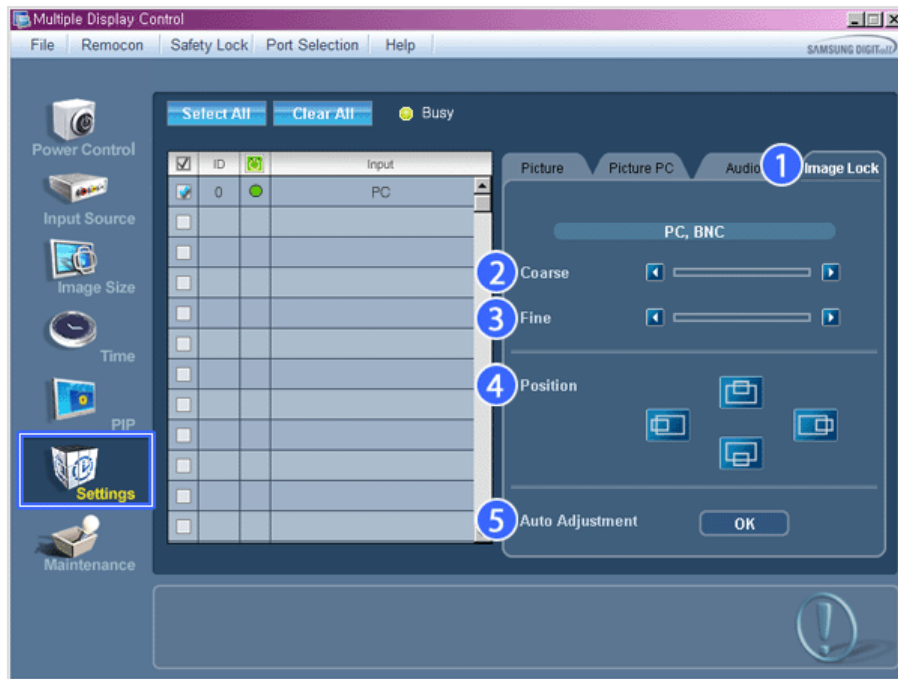 Multiple Display Control
File Remocon Safety Lock Port Selection Help
SAMSUNG DIGITall
Select All Clear All Busy
Power Control
Input Source
Image Size
Time
PIP
Settings
Maintenance
ID Input
0 PC
Picture Picture PC Audio 1 Image Lock
PC, BNC
2 Coarse
3 Fine
4 Position
5 Auto Adjustment OK